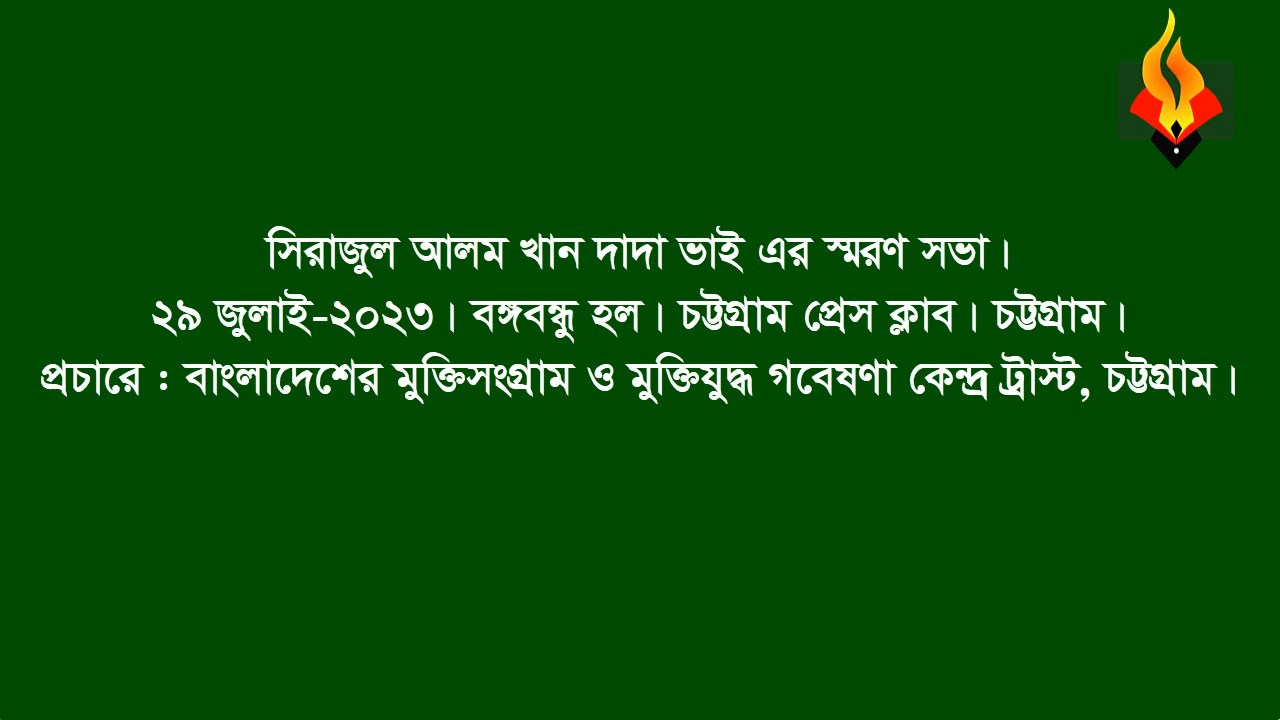 সিরাজুল আলম খান দাদা ভাই এর স্মরণ সভা।
২৯ জুলাই-২০২৩। বঙ্গবন্ধু হল। চট্টগ্রাম প্রেস ক্লাব। চট্টগ্রাম।
প্রচারে : বাংলাদেশের মুক্তিসংগ্রাম ও মুক্তিযুদ্ধ গবেষণা কেন্দ্র ট্রাস্ট, চট্টগ্রাম।